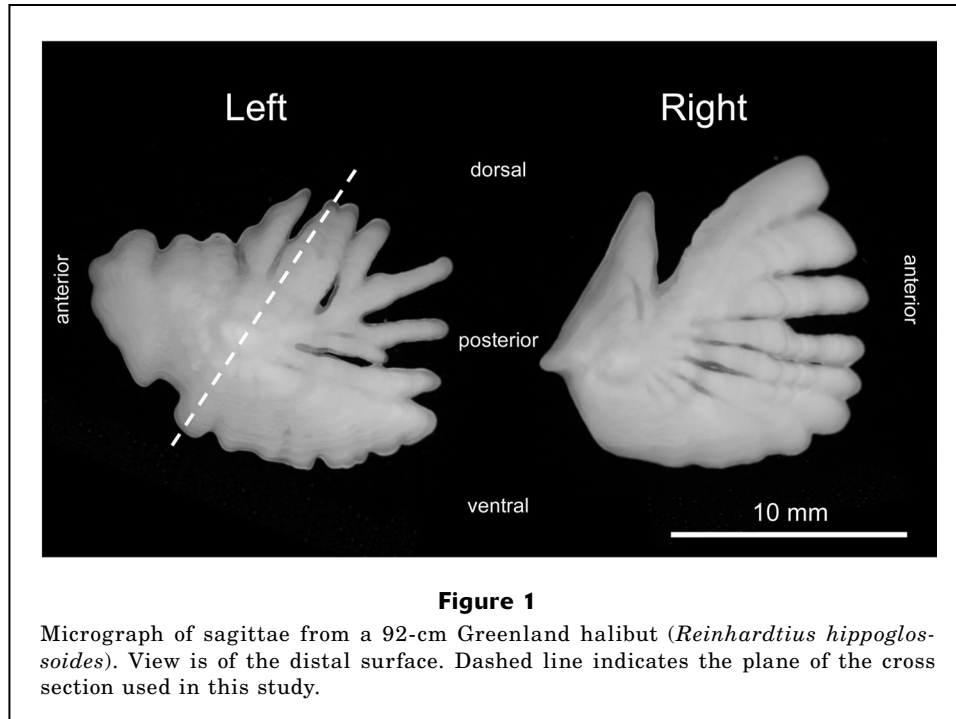 Left
Right
dorsal
anterior
anterior
posterior
ventral
10 mm
Figure 1
Micrograph of sagittae from a 92-cm Greenland halibut (Reinhardtius hippoglos-
soides). View is of the distal surface. Dashed line indicates the plane of the cross
section used in this study.